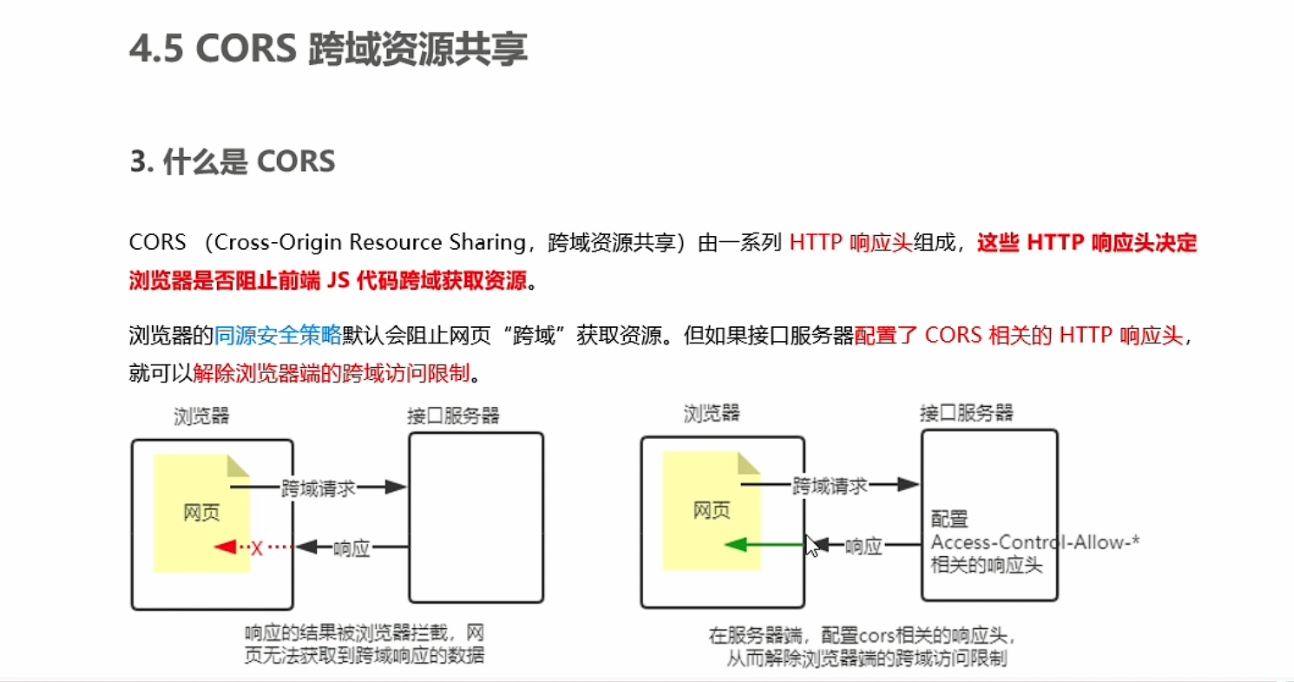 4.5 CORS 跨域资源共享
3. 什么是 CORS
CORS （Cross-Origin Resource Sharing，跨域资源共享）由一系列 HTTP 响应头组成，这些 HTTP 响应头决定
浏览器是否阻止前端 JS 代码跨域获取资源。
浏览器的同源安全策略默认会阻止网页“跨域”获取资源。但如果接口服务器配置了 CORS 相关的 HTTP 响应头，
就可以解除浏览器端的跨域访问限制。
浏览器
接口服务器
网页
跨域请求
X
响应
响应的结果被浏览器拦截，网
页无法获取到跨域响应的数据
浏览器
接口服务器
网页
跨域请求
响应
配置
Access-Control-Allow-*
相关的响应头
在服务器端，配置cors相关的响应头，
从而解除浏览器端的跨域访问限制